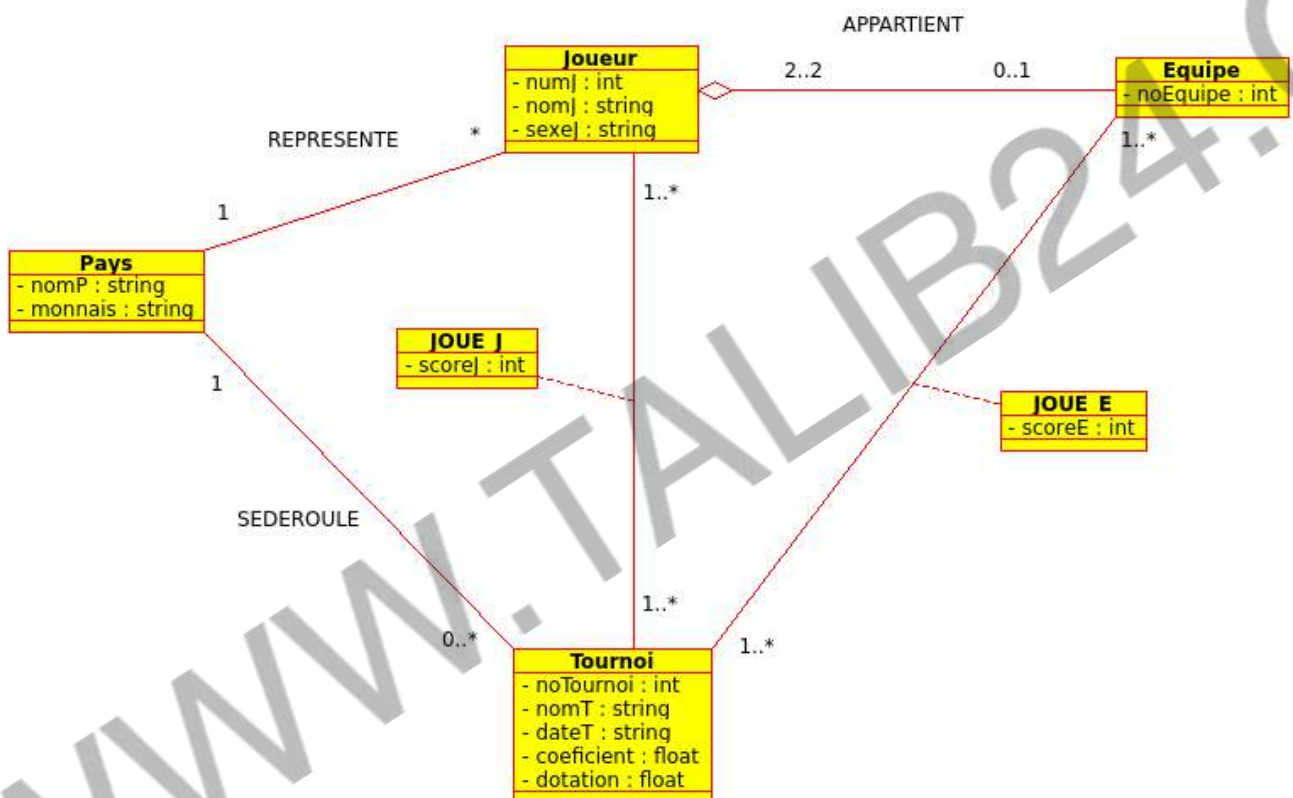 APPARTIENT
Joueur
- numJ : int
- nomJ : string
- sexeJ : string
2..2
0..1
Equipe
- noEquipe : int
REPRESENTE
*
1..*
1..*
1
Pays
- nomP : string
- monnais : string
JOUE_J
- scoreJ : int
1
JOUE_E
- scoreE : int
SEDEROULE
0..*
1..*
1..*
Tournoi
- noTournoi : int
- nomT : string
- dateT : string
- coeficient : float
- dotation : float
WWW.TALIB24.